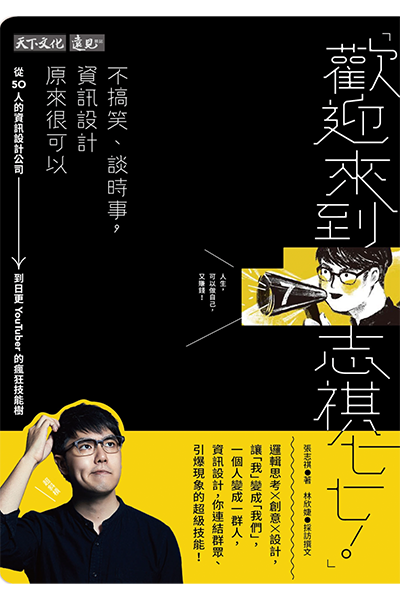 天下文化
遠見
「歡迎來到
志祺七七！」
不搞笑、談時事，
資訊設計
原來很可以
從50人的資訊設計公司
到日更YouTuber的瘋狂技能樹
人生，
可以做自己，
又賺錢！
張志祺●著
林欣婕●採訪撰文
邏輯思考×創意×設計，
讓「我」變成「我們」，
一個人變成一群人，
資訊設計，你連結群眾、
引爆現象的超級技能！